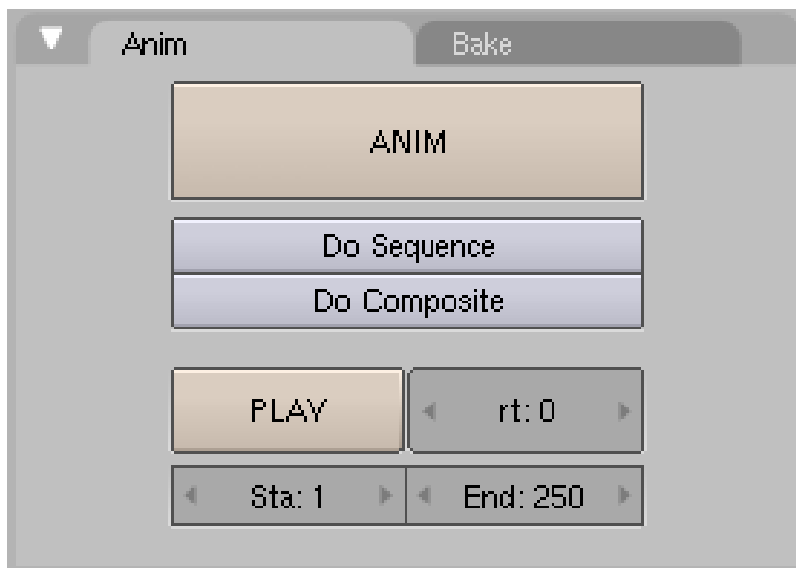 Anim Bake
ANIM
Do Sequence
Do Composite
PLAY rt: 0
Sta: 1 End: 250